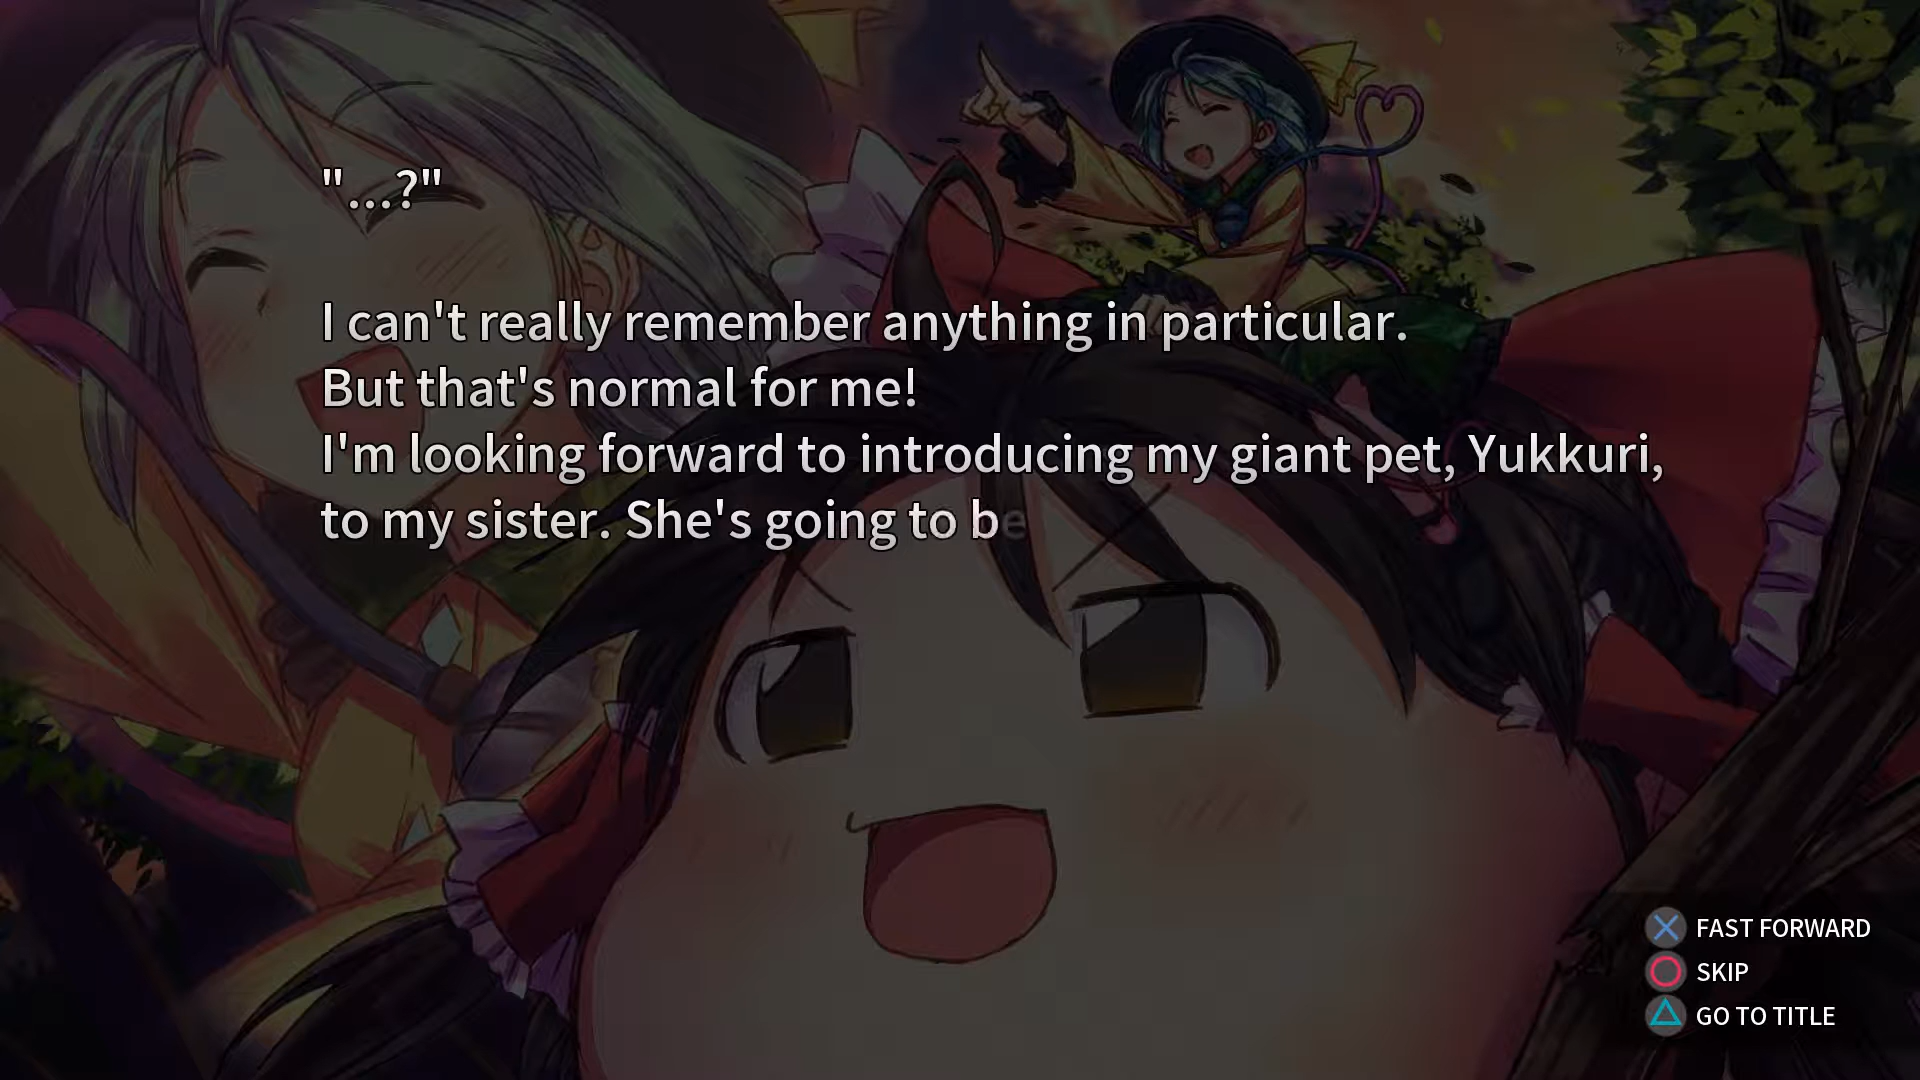 "...?"
I can't really remember anything in particular.
But that's normal for me!
I'm looking forward to introducing my giant pet, Yukkuri,
to my sister. She's going to be
FAST FORWARD
SKIP
GO TO TITLE